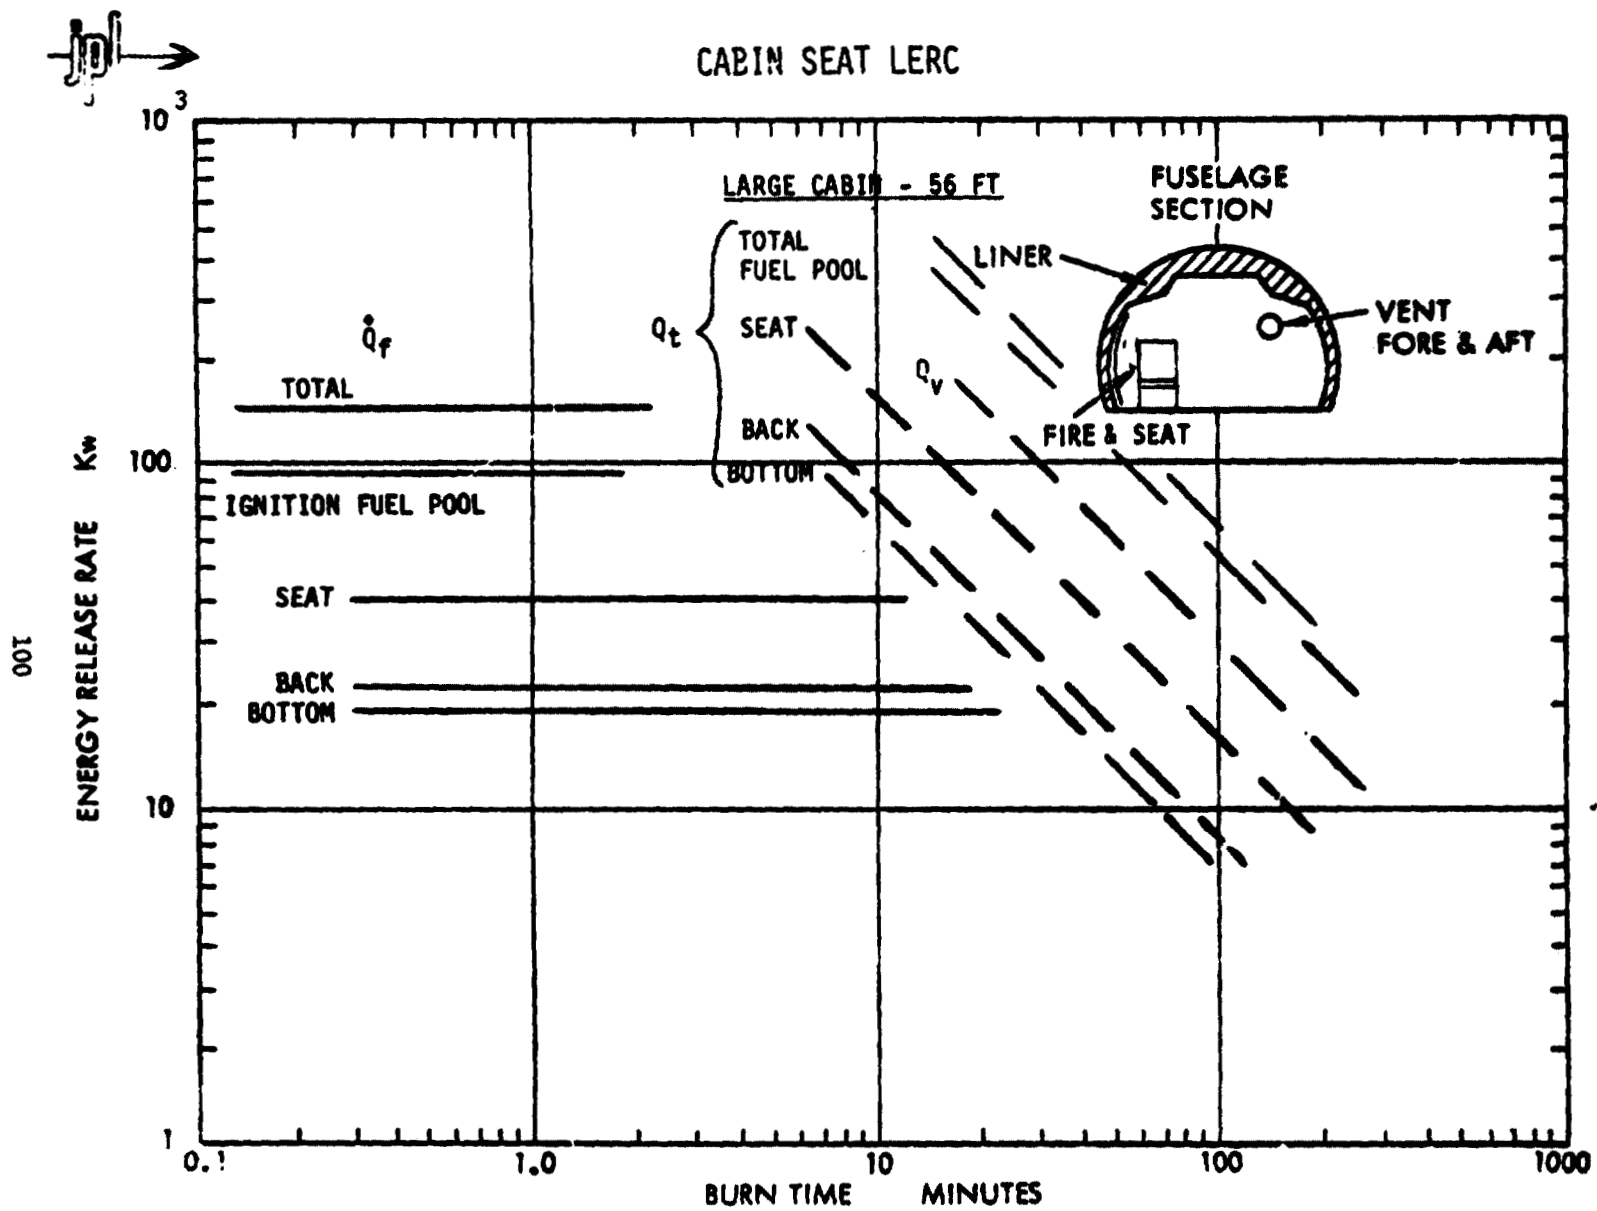 jpl
CABIN SEAT LERC
10³
LARGE CABIN - 56 FT
FUSELAGE
SECTION
TOTAL
FUEL POOL
LINER
VENT
FORE & AFT
Q̇f
Qt
SEAT
Qv
TOTAL
BACK
FIRE & SEAT
100
BOTTOM
IGNITION FUEL POOL
SEAT
BACK
BOTTOM
10
1
0.1
1.0
10
100
1000
BURN TIME MINUTES
ENERGY RELEASE RATE Kw
100